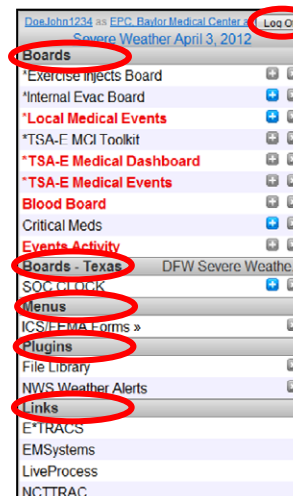 DoeJohn1234 as EPC, Baylor Medical Center a
Log O
Severe Weather April 3, 2012
Boards
*Exercise Injects Board
*Internal Evac Board
*Local Medical Events
*TSA-E MCI Toolkit
*TSA-E Medical Dashboard
*TSA-E Medical Events
Blood Board
Critical Meds
Events Activity
Boards - Texas DFW Severe Weathe
SOC CLOCK
Menus
ICS/FEMA Forms »
Plugins
File Library
NWS Weather Alerts
Links
E*TRACS
EMSystems
LiveProcess
NCTTRAC